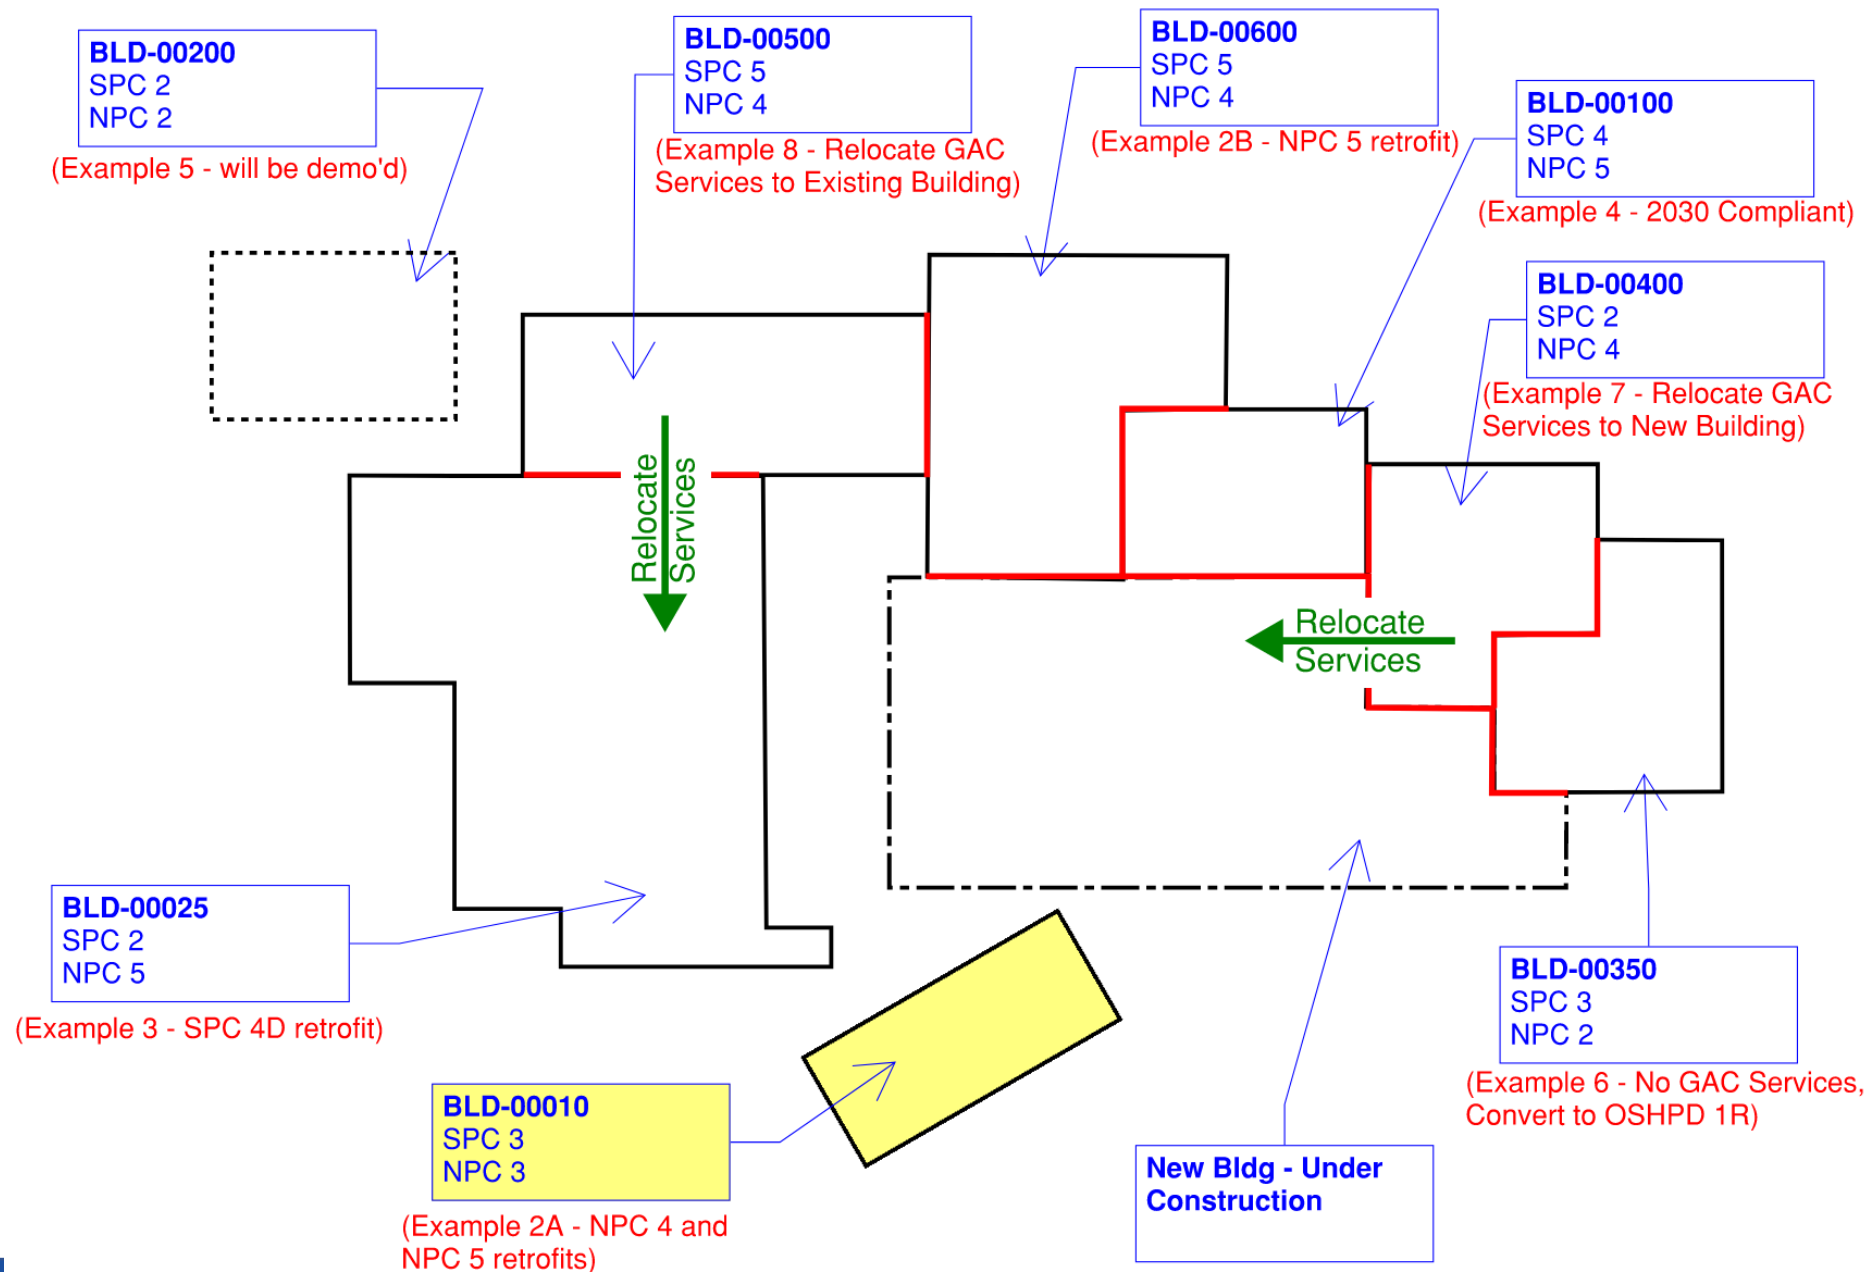 BLD-00200
SPC 2
NPC 2
(Example 5 - will be demo'd)
BLD-00500
SPC 5
NPC 4
(Example 8 - Relocate GAC
Services to Existing Building)
BLD-00600
SPC 5
NPC 4
(Example 2B - NPC 5 retrofit)
BLD-00100
SPC 4
NPC 5
(Example 4 - 2030 Compliant)
BLD-00400
SPC 2
NPC 4
(Example 7 - Relocate GAC
Services to New Building)
Relocate
Services
Relocate
Services
BLD-00025
SPC 2
NPC 5
(Example 3 - SPC 4D retrofit)
BLD-00010
SPC 3
NPC 3
(Example 2A - NPC 4 and
NPC 5 retrofits)
New Bldg - Under
Construction
BLD-00350
SPC 3
NPC 2
(Example 6 - No GAC Services,
Convert to OSHPD 1R)